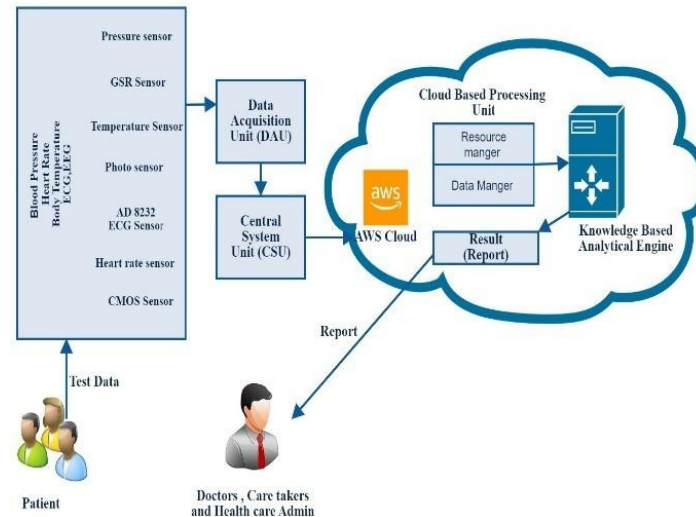 Pressure sensor
GSR Sensor
Temperature Sensor
Photo sensor
AD 8232
ECG Sensor
Heart rate sensor
CMOS Sensor
Blood Pressure
Heart Rate
Body Temperature
ECG,EEG
Test Data
Patient
Data
Acquisition
Unit (DAU)
Central
System
Unit (CSU)
Cloud Based Processing
Unit
Resource
manger
Data Manger
aws
AWS Cloud
Knowledge Based
Analytical Engine
Result
(Report)
Report
Doctors , Care takers
and Health care Admin